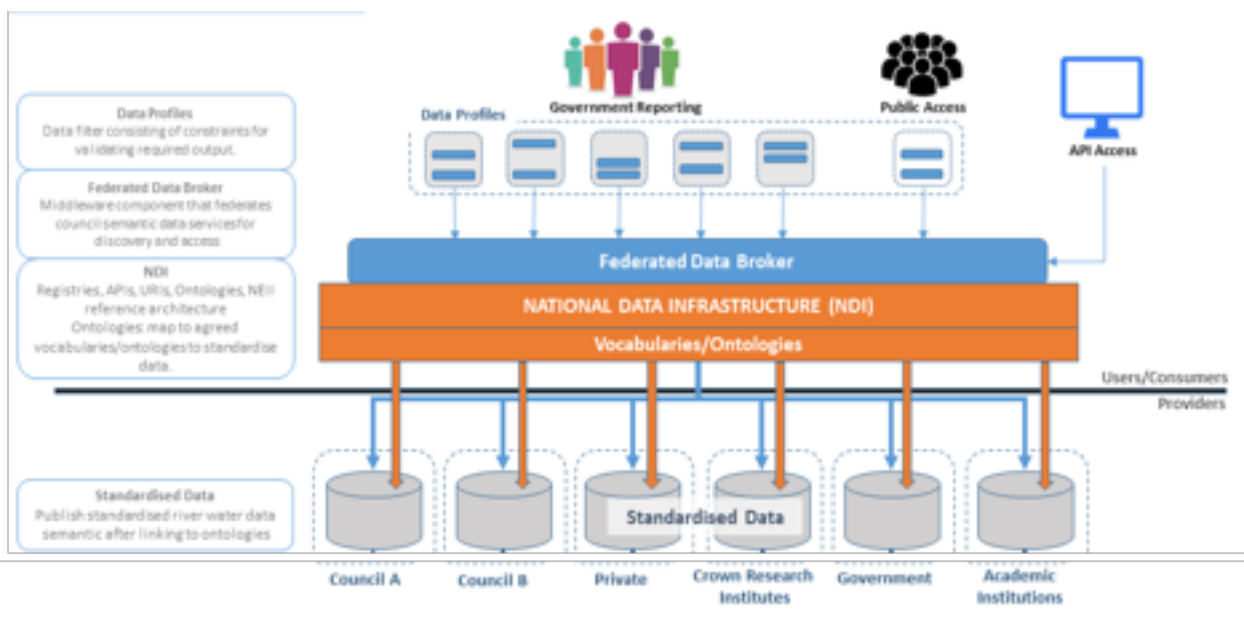 Government Reporting
Public Access
API Access
Data Profiles
Data Profiles
Data filter consisting of constraints for
validating required output.
Federated Data Broker
Middleware component that federates
council semantic data services for
discovery and access
NDI
Registries, APIs, URIs, Ontologies, NEII
reference architecture
Ontologies: map to agreed
vocabularies/ontologies to standardise
data.
Federated Data Broker
NATIONAL DATA INFRASTRUCTURE (NDI)
Vocabularies/Ontologies
Users/Consumers
Providers
Standardised Data
Publish standardised river water data
semantic after linking to ontologies
Standardised Data
Council A
Council B
Private
Crown Research
Institutes
Government
Academic
Institutions